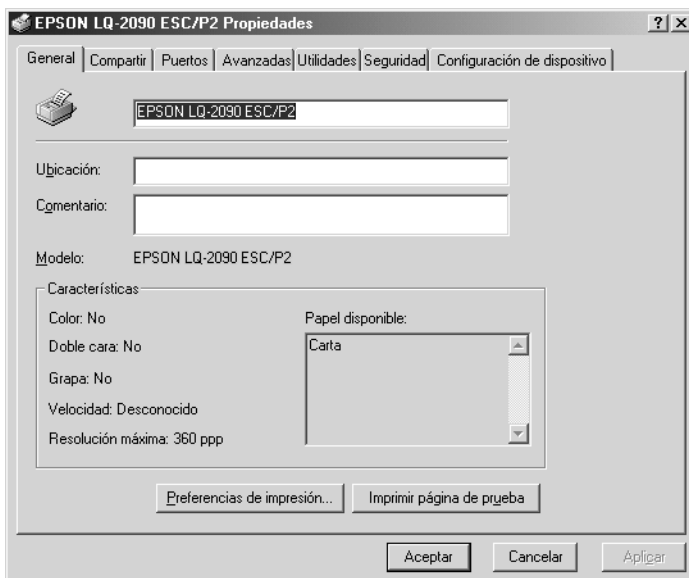 EPSON LQ-2090 ESC/P2 Propiedades
General Compartir Puertos Avanzadas Utilidades Seguridad Configuración de dispositivo
EPSON LQ-2090 ESC/P2
Ubicación:
Comentario:
Modelo: EPSON LQ-2090 ESC/P2
Características
Color: No Papel disponible:
Doble cara: No Carta
Grapa: No
Velocidad: Desconocido
Resolución máxima: 360 ppp
Preferencias de impresión... Imprimir página de prueba
Aceptar Cancelar Aplicar